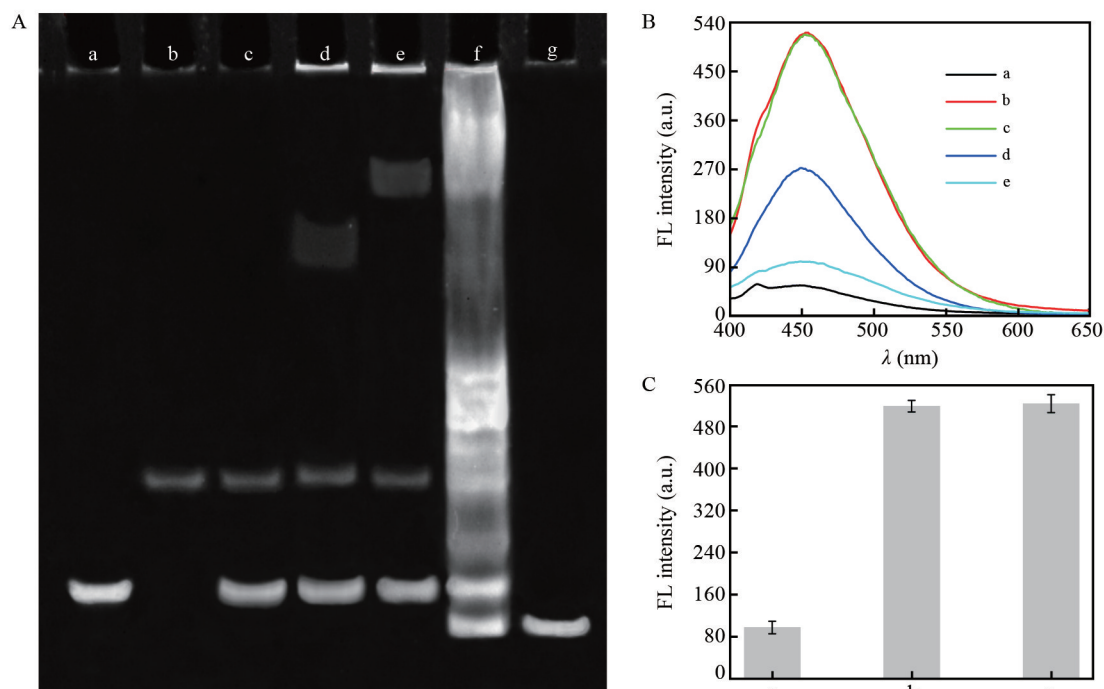 A
a b c d e f g
B
540
450
360
270
180
90
0
FL intensity (a.u.)
a
b
c
d
e
400 450 500 550 600 650
λ (nm)
C
560
480
400
320
240
160
80
0
FL intensity (a.u.)